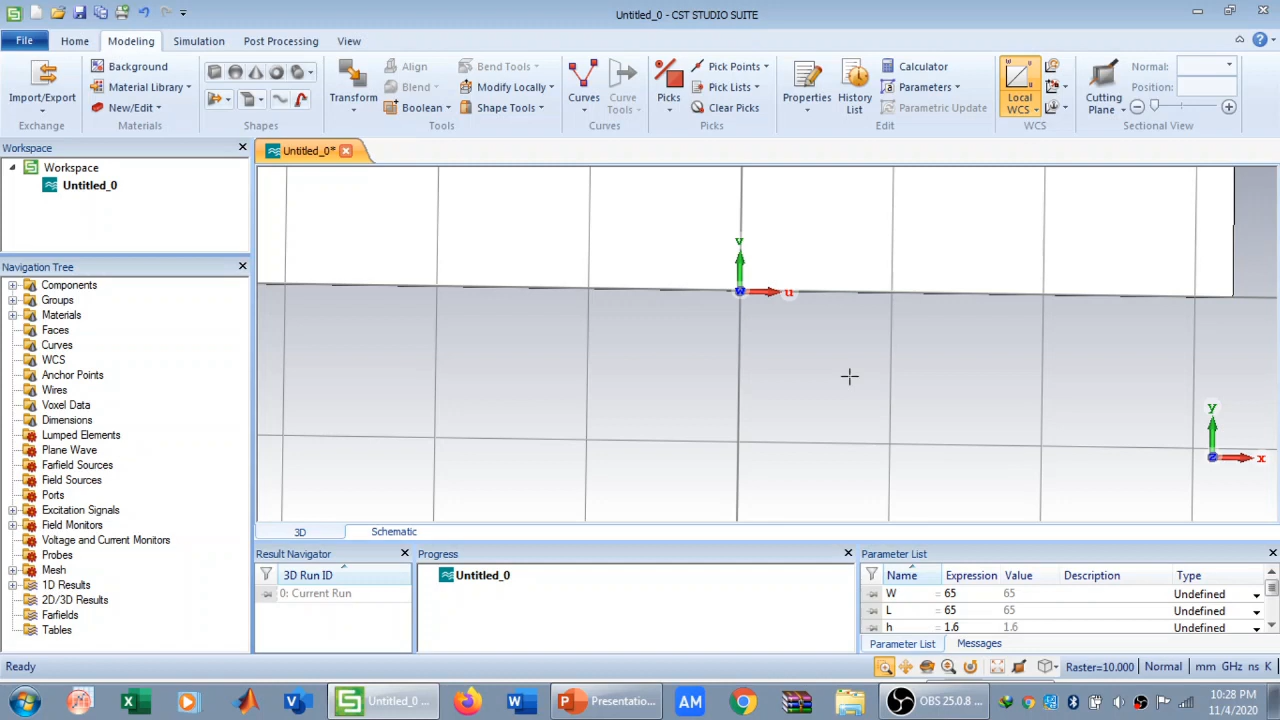 Untitled_0 - CST STUDIO SUITE
File Home Modeling Simulation Post Processing View
Import/Export
Exchange
Background
Material Library
New/Edit
Materials
Shapes
Transform
Align
Blend
Boolean
Bend Tools
Modify Locally
Shape Tools
Tools
Curves
Curve Tools
Curves
Picks
Pick Points
Pick Lists
Clear Picks
Picks
Properties
History List
Calculator
Parameters
Parametric Update
Edit
Local WCS
WCS
Cutting Plane
Normal:
Position:
Sectional View
Workspace
Workspace
Untitled_0
Untitled_0*
Navigation Tree
Components
Groups
Materials
Faces
Curves
WCS
Anchor Points
Wires
Voxel Data
Dimensions
Lumped Elements
Plane Wave
Farfield Sources
Field Sources
Ports
Excitation Signals
Field Monitors
Voltage and Current Monitors
Probes
Mesh
1D Results
2D/3D Results
Farfields
Tables
v
w
u
y
x
3D Schematic
Result Navigator
3D Run ID
0: Current Run
Progress
Untitled_0
Parameter List
Name Expression Value Description Type
W = 65 65 Undefined
L = 65 65 Undefined
h = 1.6 1.6 Undefined
Parameter List Messages
Ready
Raster=10.000 Normal mm GHz ns K
Untitled_0 ...
Presentatio...
AM
OBS 25.0.8 ...
10:28 PM
11/4/2020